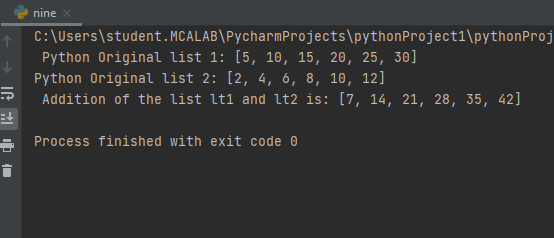 nine
C:\Users\student.MCALAB\PycharmProjects\pythonProject1\pythonProj
Python Original list 1: [5, 10, 15, 20, 25, 30]
Python Original list 2: [2, 4, 6, 8, 10, 12]
Addition of the list lt1 and lt2 is: [7, 14, 21, 28, 35, 42]
Process finished with exit code 0